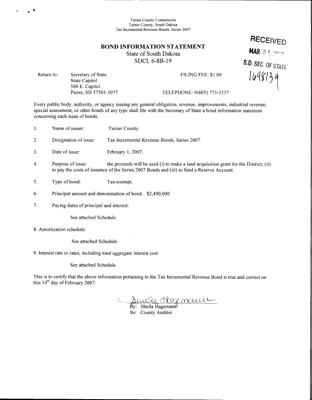 Turner County Commission
Turner County, South Dakota
Tax Incremental Revenue Bonds, Series 2007
RECEIVED
MAR
S.D. SEC. OF STATE
BOND INFORMATION STATEMENT
State of South Dakota
SDCL 6-8B-19
Return to: Secretary of State FILING FEE: $1.00
State Capitol
500 E. Capitol
Pierre, SD 57501-5077 TELEPHONE: #(605) 773-3537
Every public body, authority, or agency issuing any general obligation, revenue, improvements, industrial revenue,
special assessment, or other bonds of any type shall file with the Secretary of State a bond information statement
concerning each issue of bonds.
1. Name of issuer: Turner County.
2. Designation of issue: Tax Incremental Revenue Bonds, Series 2007.
3. Date of issue: February 1, 2007.
4. Purpose of issue: the proceeds will be used (i) to make a land acquisition grant for the District; (ii)
to pay the costs of issuance of the Series 2007 Bonds and (iii) to fund a Reserve Account.
5. Type of bond: Tax-exempt.
6. Principal amount and denomination of bond: $2,490,000
7. Paying dates of principal and interest:
See attached Schedule.
8. Amortization schedule:
See attached Schedule.
9. Interest rate or rates, including total aggregate interest cost:
See attached Schedule.
This is to certify that the above information pertaining to the Tax Incremental Revenue Bond is true and correct on
this 14th day of February 2007.
Sheila Hagemann
By: Sheila Hagemann
Its: County Auditor